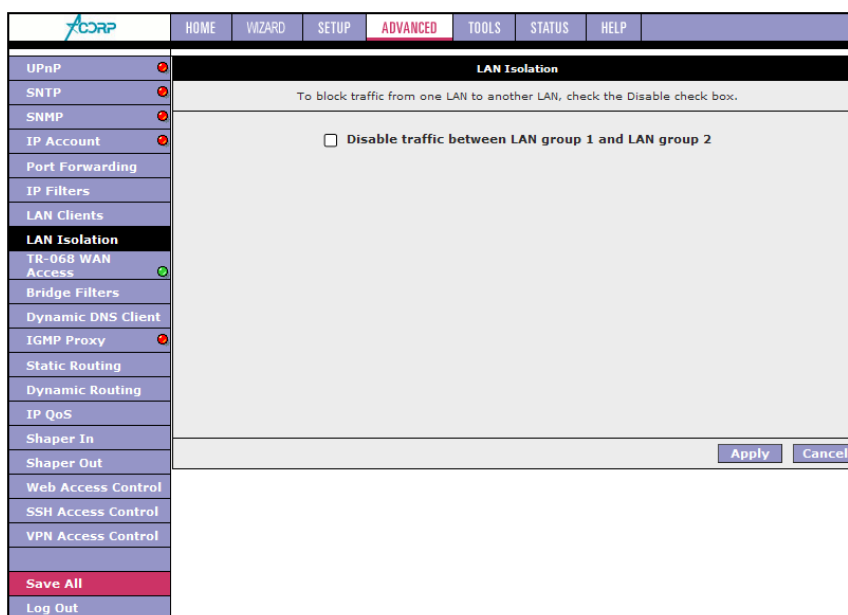 ACORP
HOME WIZARD SETUP ADVANCED TOOLS STATUS HELP
UPnP
SNTP
SNMP
IP Account
Port Forwarding
IP Filters
LAN Clients
LAN Isolation
TR-068 WAN
Access
Bridge Filters
Dynamic DNS Client
IGMP Proxy
Static Routing
Dynamic Routing
IP QoS
Shaper In
Shaper Out
Web Access Control
SSH Access Control
VPN Access Control
Save All
Log Out
LAN Isolation
To block traffic from one LAN to another LAN, check the Disable check box.
Disable traffic between LAN group 1 and LAN group 2
Apply Cancel